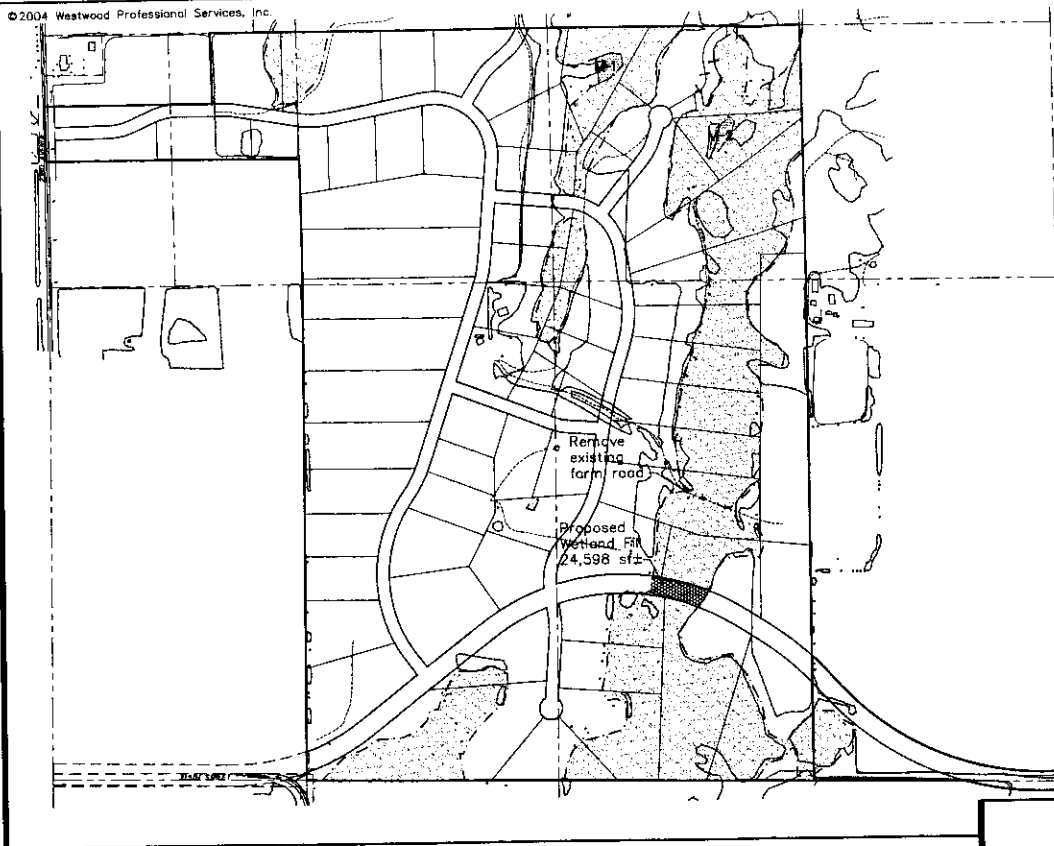 ©2004 Westwood Professional Services, Inc.
Remove
existing
farm road
Proposed
Wetland Fill
24,598 sf±